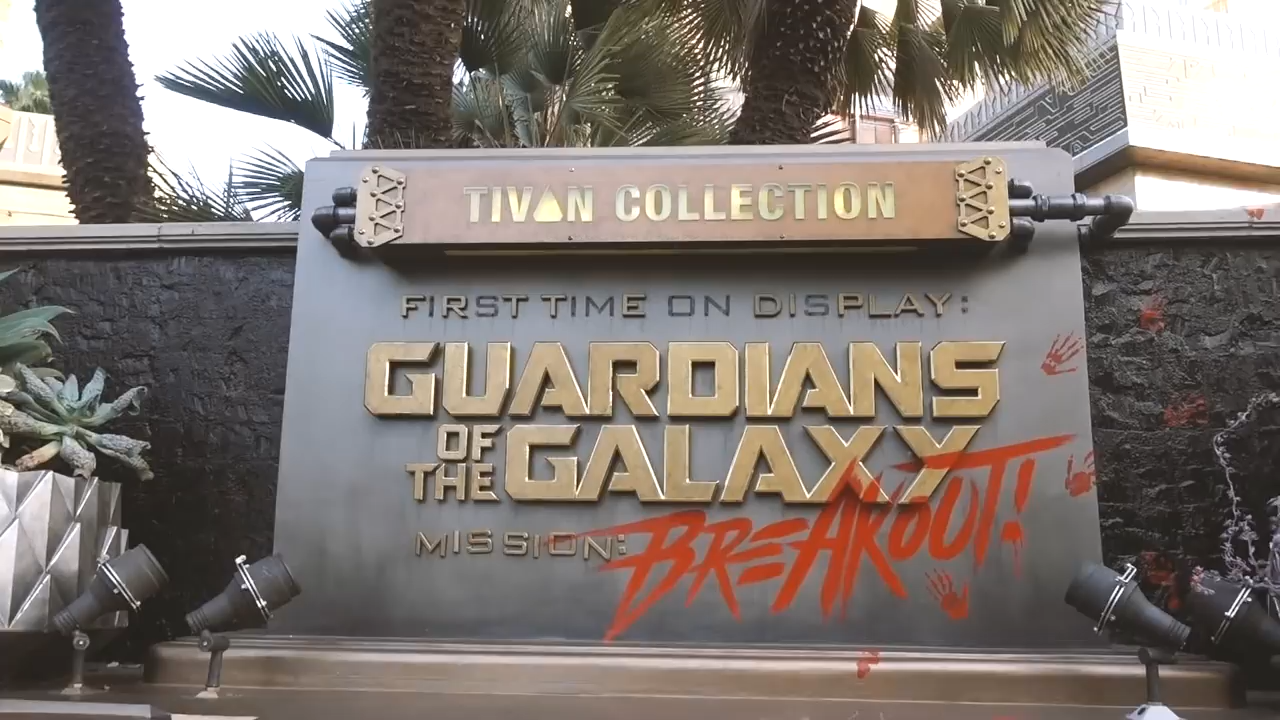 TIVAN COLLECTION
FIRST TIME ON DISPLAY:
GUARDIANS
OF THE GALAXY
MISSION: BREAKOUT!